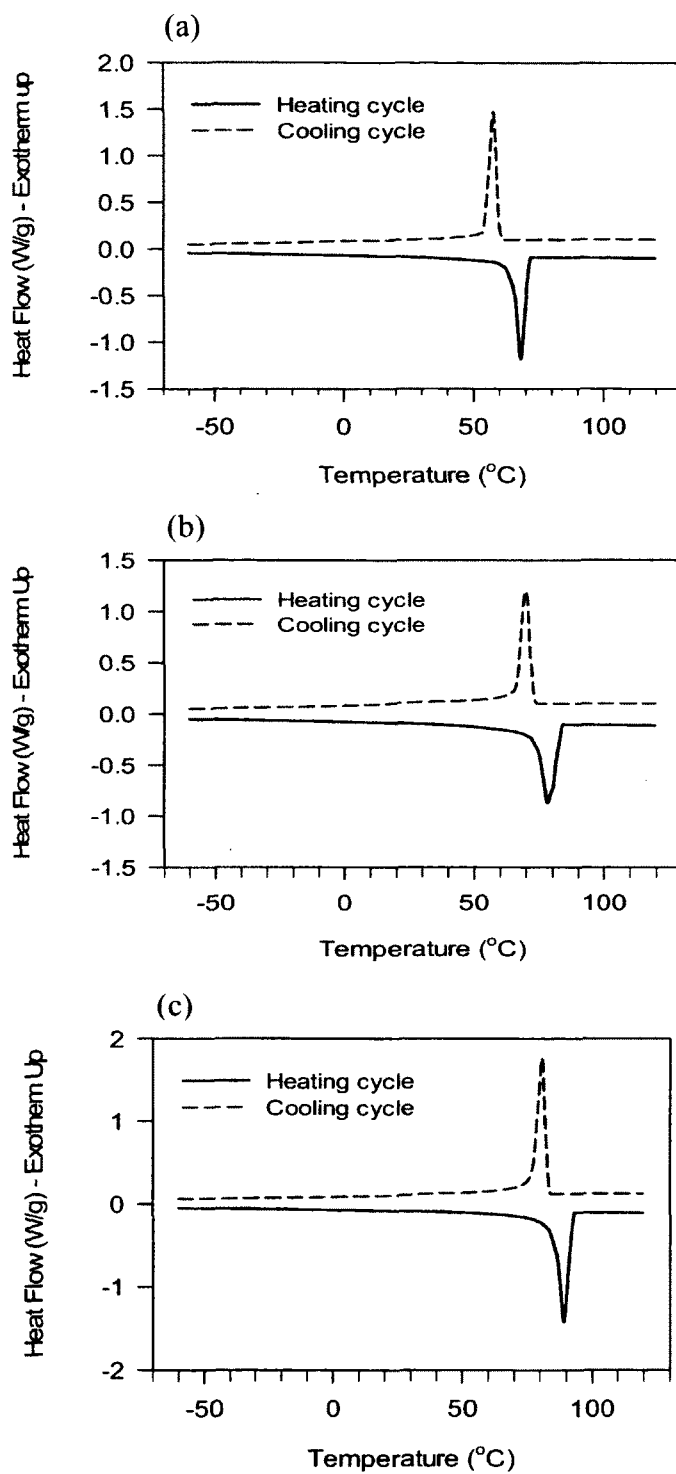 (a)
2.0
1.5
1.0
0.5
0.0
-0.5
-1.0
-1.5
Heating cycle
Cooling cycle
Heat Flow (W/g) - Exotherm up
-50 0 50 100
Temperature (°C)
(b)
1.5
1.0
0.5
0.0
-0.5
-1.0
-1.5
Heating cycle
Cooling cycle
Heat Flow (W/g) - Exotherm Up
-50 0 50 100
Temperature (°C)
(c)
2
1
0
-1
-2
Heating cycle
Cooling cycle
Heat Flow (W/g) - Exotherm Up
-50 0 50 100
Temperature (°C)